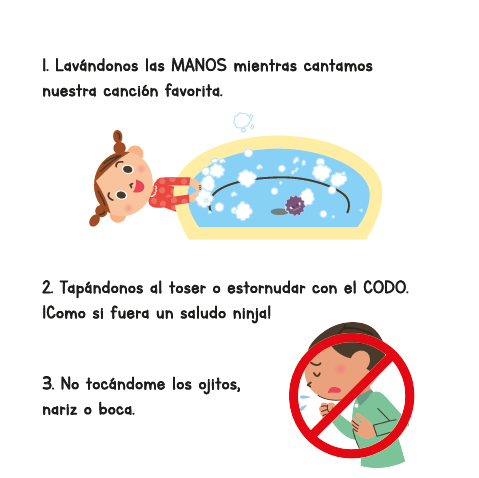 1. Lavándonos las MANOS mientras cantamos
nuestra canción favorita.
2. Tapándonos al toser o estornudar con el CODO.
¡Como si fuera un saludo ninja!
3. No tocándome los ojitos,
nariz o boca.